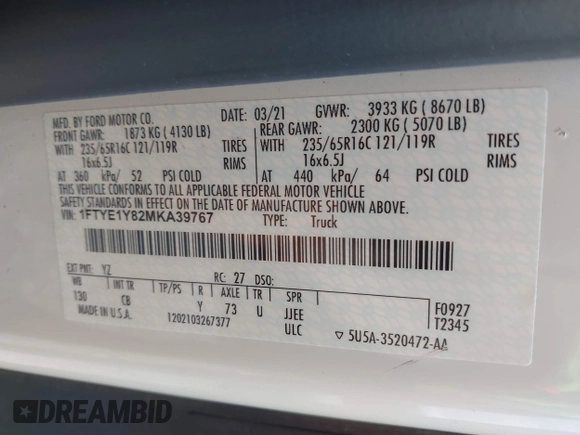 MFD. BY FORD MOTOR CO.
DATE: 03/21 GVWR: 3933 KG ( 8670 LB)
FRONT GAWR: 1873 KG ( 4130 LB) REAR GAWR: 2300 KG ( 5070 LB)
WITH 235/65R16C 121/119R TIRES WITH 235/65R16C 121/119R TIRES
16x6.5J RIMS 16x6.5J RIMS
AT 360 kPa/ 52 PSI COLD AT 440 kPa/ 64 PSI COLD
THIS VEHICLE CONFORMS TO ALL APPLICABLE FEDERAL MOTOR VEHICLE
SAFETY STANDARDS IN EFFECT ON THE DATE OF MANUFACTURE SHOWN ABOVE.
VIN: 1FTYE1Y82MKA39767 TYPE: Truck
EXT PNT: YZ RC: 27 DSO:
WB INT TR TP/PS R AXLE TR SPR
130 CB Y 73 U JJEE
ULC
F0927
T2345
MADE IN U.S.A. 1202103267377
▽ 5U5A-3520472-AA
DREAMBID